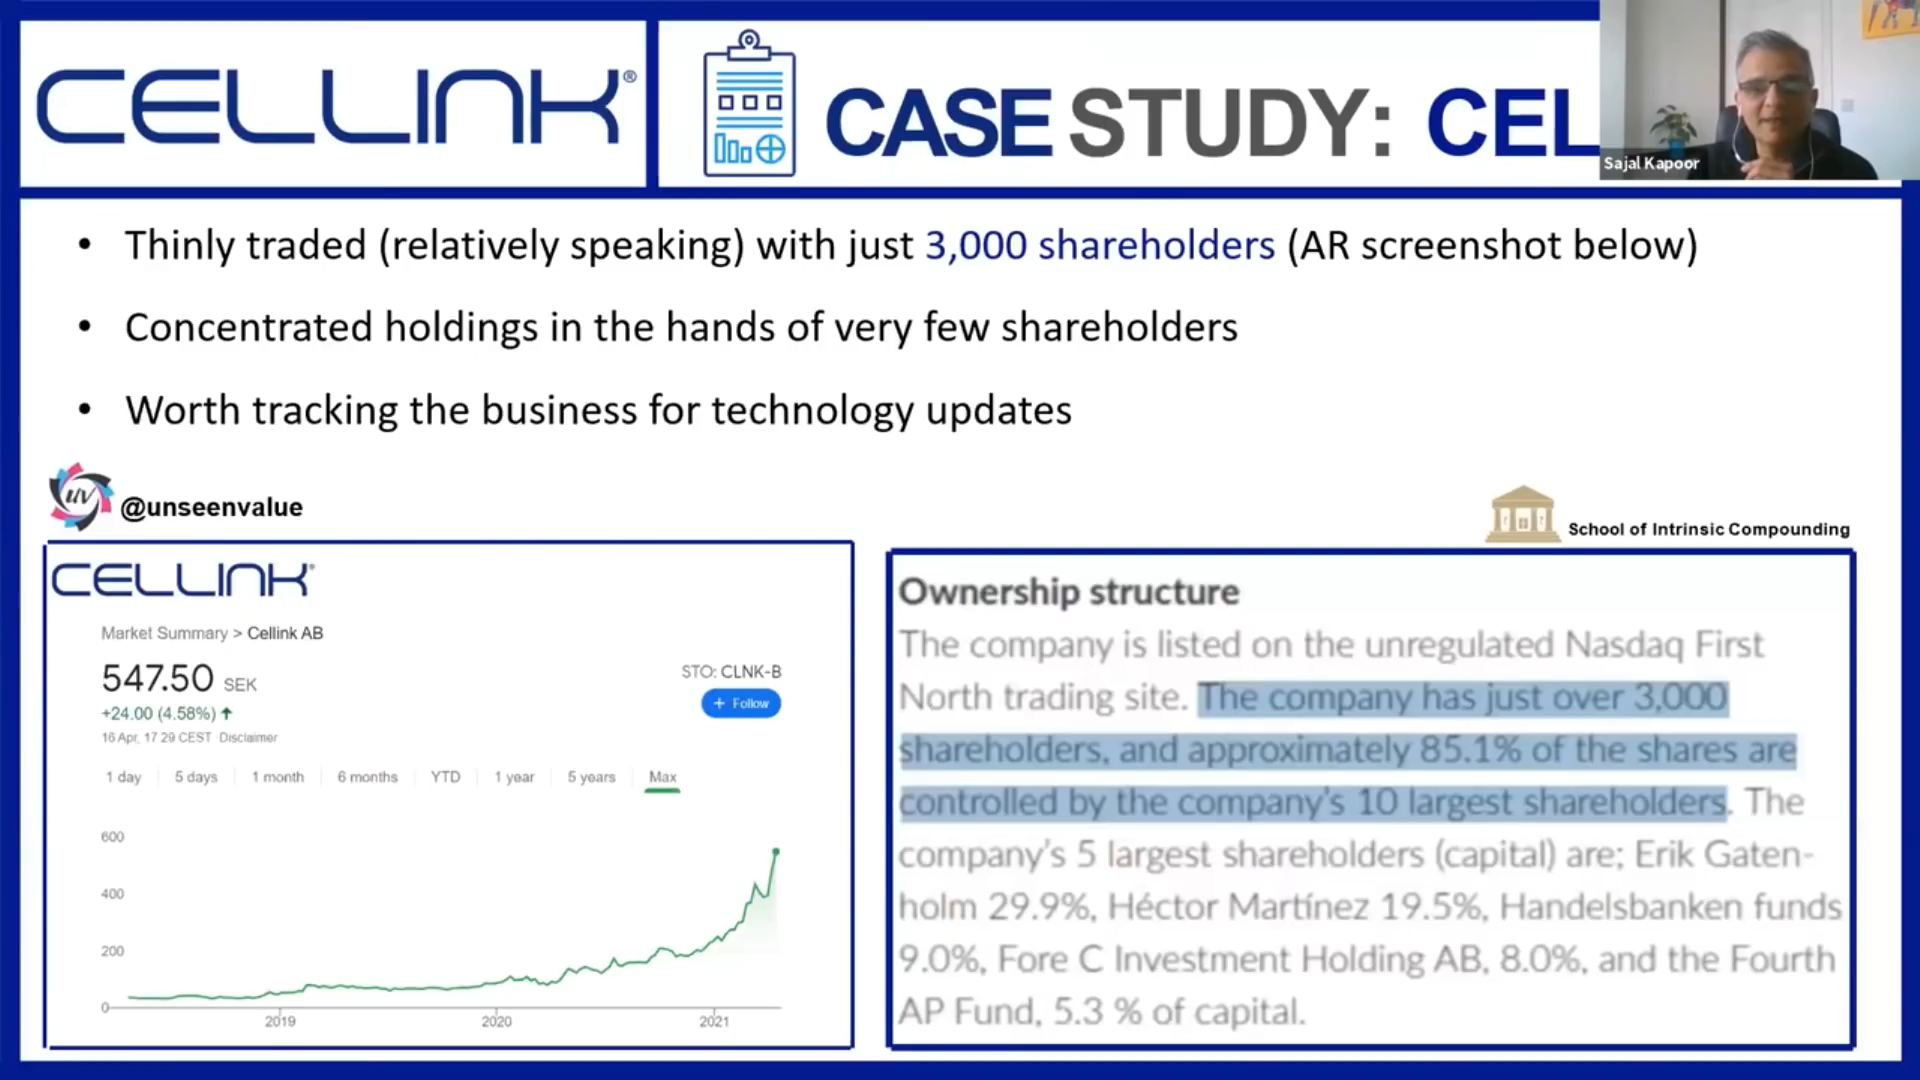 CELLINK®
CASE STUDY: CEL
Sajal Kapoor
• Thinly traded (relatively speaking) with just 3,000 shareholders (AR screenshot below)
• Concentrated holdings in the hands of very few shareholders
• Worth tracking the business for technology updates
UV @unseenvalue
School of Intrinsic Compounding
CELLINK
Market Summary > Cellink AB
547.50 SEK
STO: CLNK-B
+24.00 (4.58%)
+ Follow
16 Apr, 17 29 CEST Disclaimer
1 day 5 days 1 month 6 months YTD 1 year 5 years Max
600
400
200
0
2019 2020 2021
Ownership structure
The company is listed on the unregulated Nasdaq First
North trading site. The company has just over 3,000
shareholders, and approximately 85.1% of the shares are
controlled by the company's 10 largest shareholders. The
company's 5 largest shareholders (capital) are; Erik Gaten-
holm 29.9%, Héctor Martínez 19.5%, Handelsbanken funds
9.0%, Fore C Investment Holding AB, 8.0%, and the Fourth
AP Fund, 5.3 % of capital.